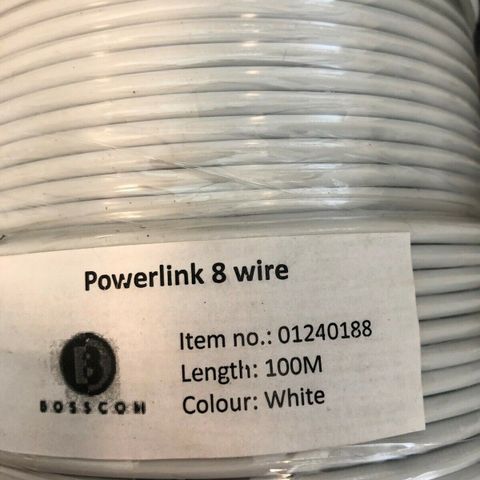 Powerlink 8 wire
Item no.: 01240188
Length: 100M
Colour: White
B
BOSSCOM